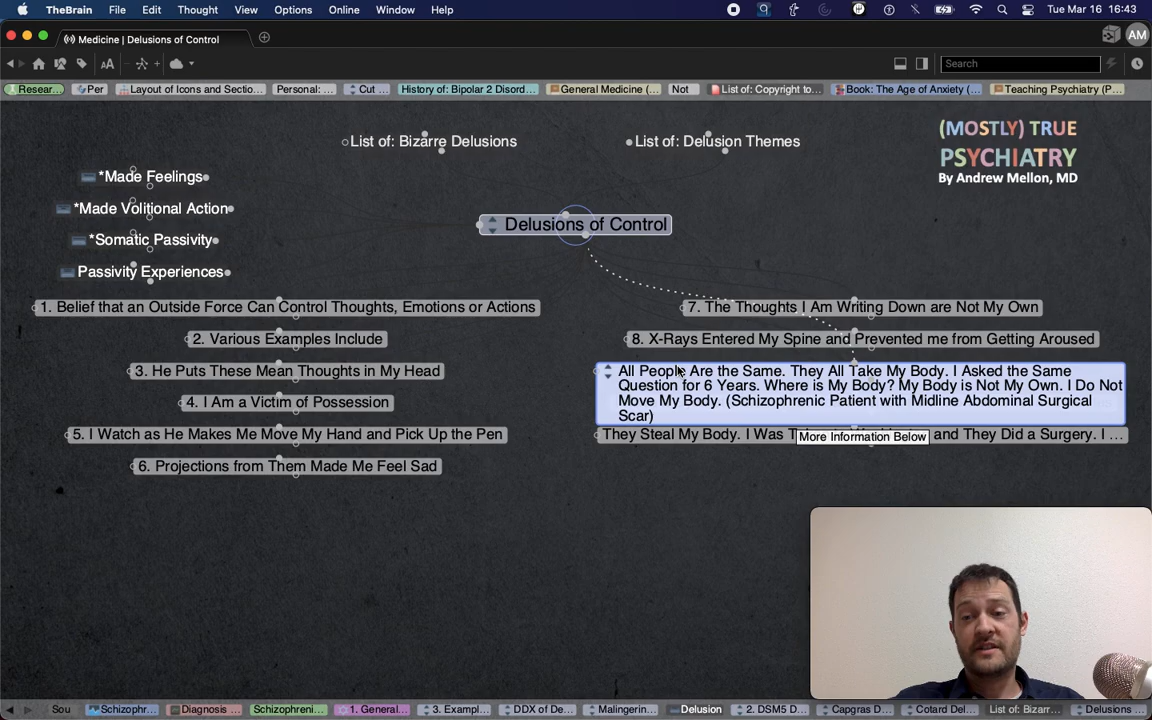 TheBrain File Edit Thought View Options Online Window Help Tue Mar 16 16:43
Medicine | Delusions of Control AM
AA Search
Resear... Per Layout of Icons and Sectio... Personal: ... Cut ... History of: Bipolar 2 Disord... General Medicine (... Not List of: Copyright to... Book: The Age of Anxiety (... Teaching Psychiatry (P...
(MOSTLY) TRUE
PSYCHIATRY
By Andrew Mellon, MD
List of: Bizarre Delusions List of: Delusion Themes
*Made Feelings
*Made Volitional Action
*Somatic Passivity
Passivity Experiences
Delusions of Control
1. Belief that an Outside Force Can Control Thoughts, Emotions or Actions
2. Various Examples Include
3. He Puts These Mean Thoughts in My Head
4. I Am a Victim of Possession
5. I Watch as He Makes Me Move My Hand and Pick Up the Pen
6. Projections from Them Made Me Feel Sad
7. The Thoughts I Am Writing Down are Not My Own
8. X-Rays Entered My Spine and Prevented me from Getting Aroused
All People Are the Same. They All Take My Body. I Asked the Same
Question for 6 Years. Where is My Body? My Body is Not My Own. I Do Not
Move My Body. (Schizophrenic Patient with Midline Abdominal Surgical
Scar)
They Steal My Body. I Was and They Did a Surgery. I ...
More Information Below
Sou Schizophr... Diagnosis ... Schizophreni... 1. General... 3. Exampl... DDX of De... Malingerin... Delusion 2. DSM5 D... Capgras D... Cotard Del... List of: Bizarr... Delusions ...